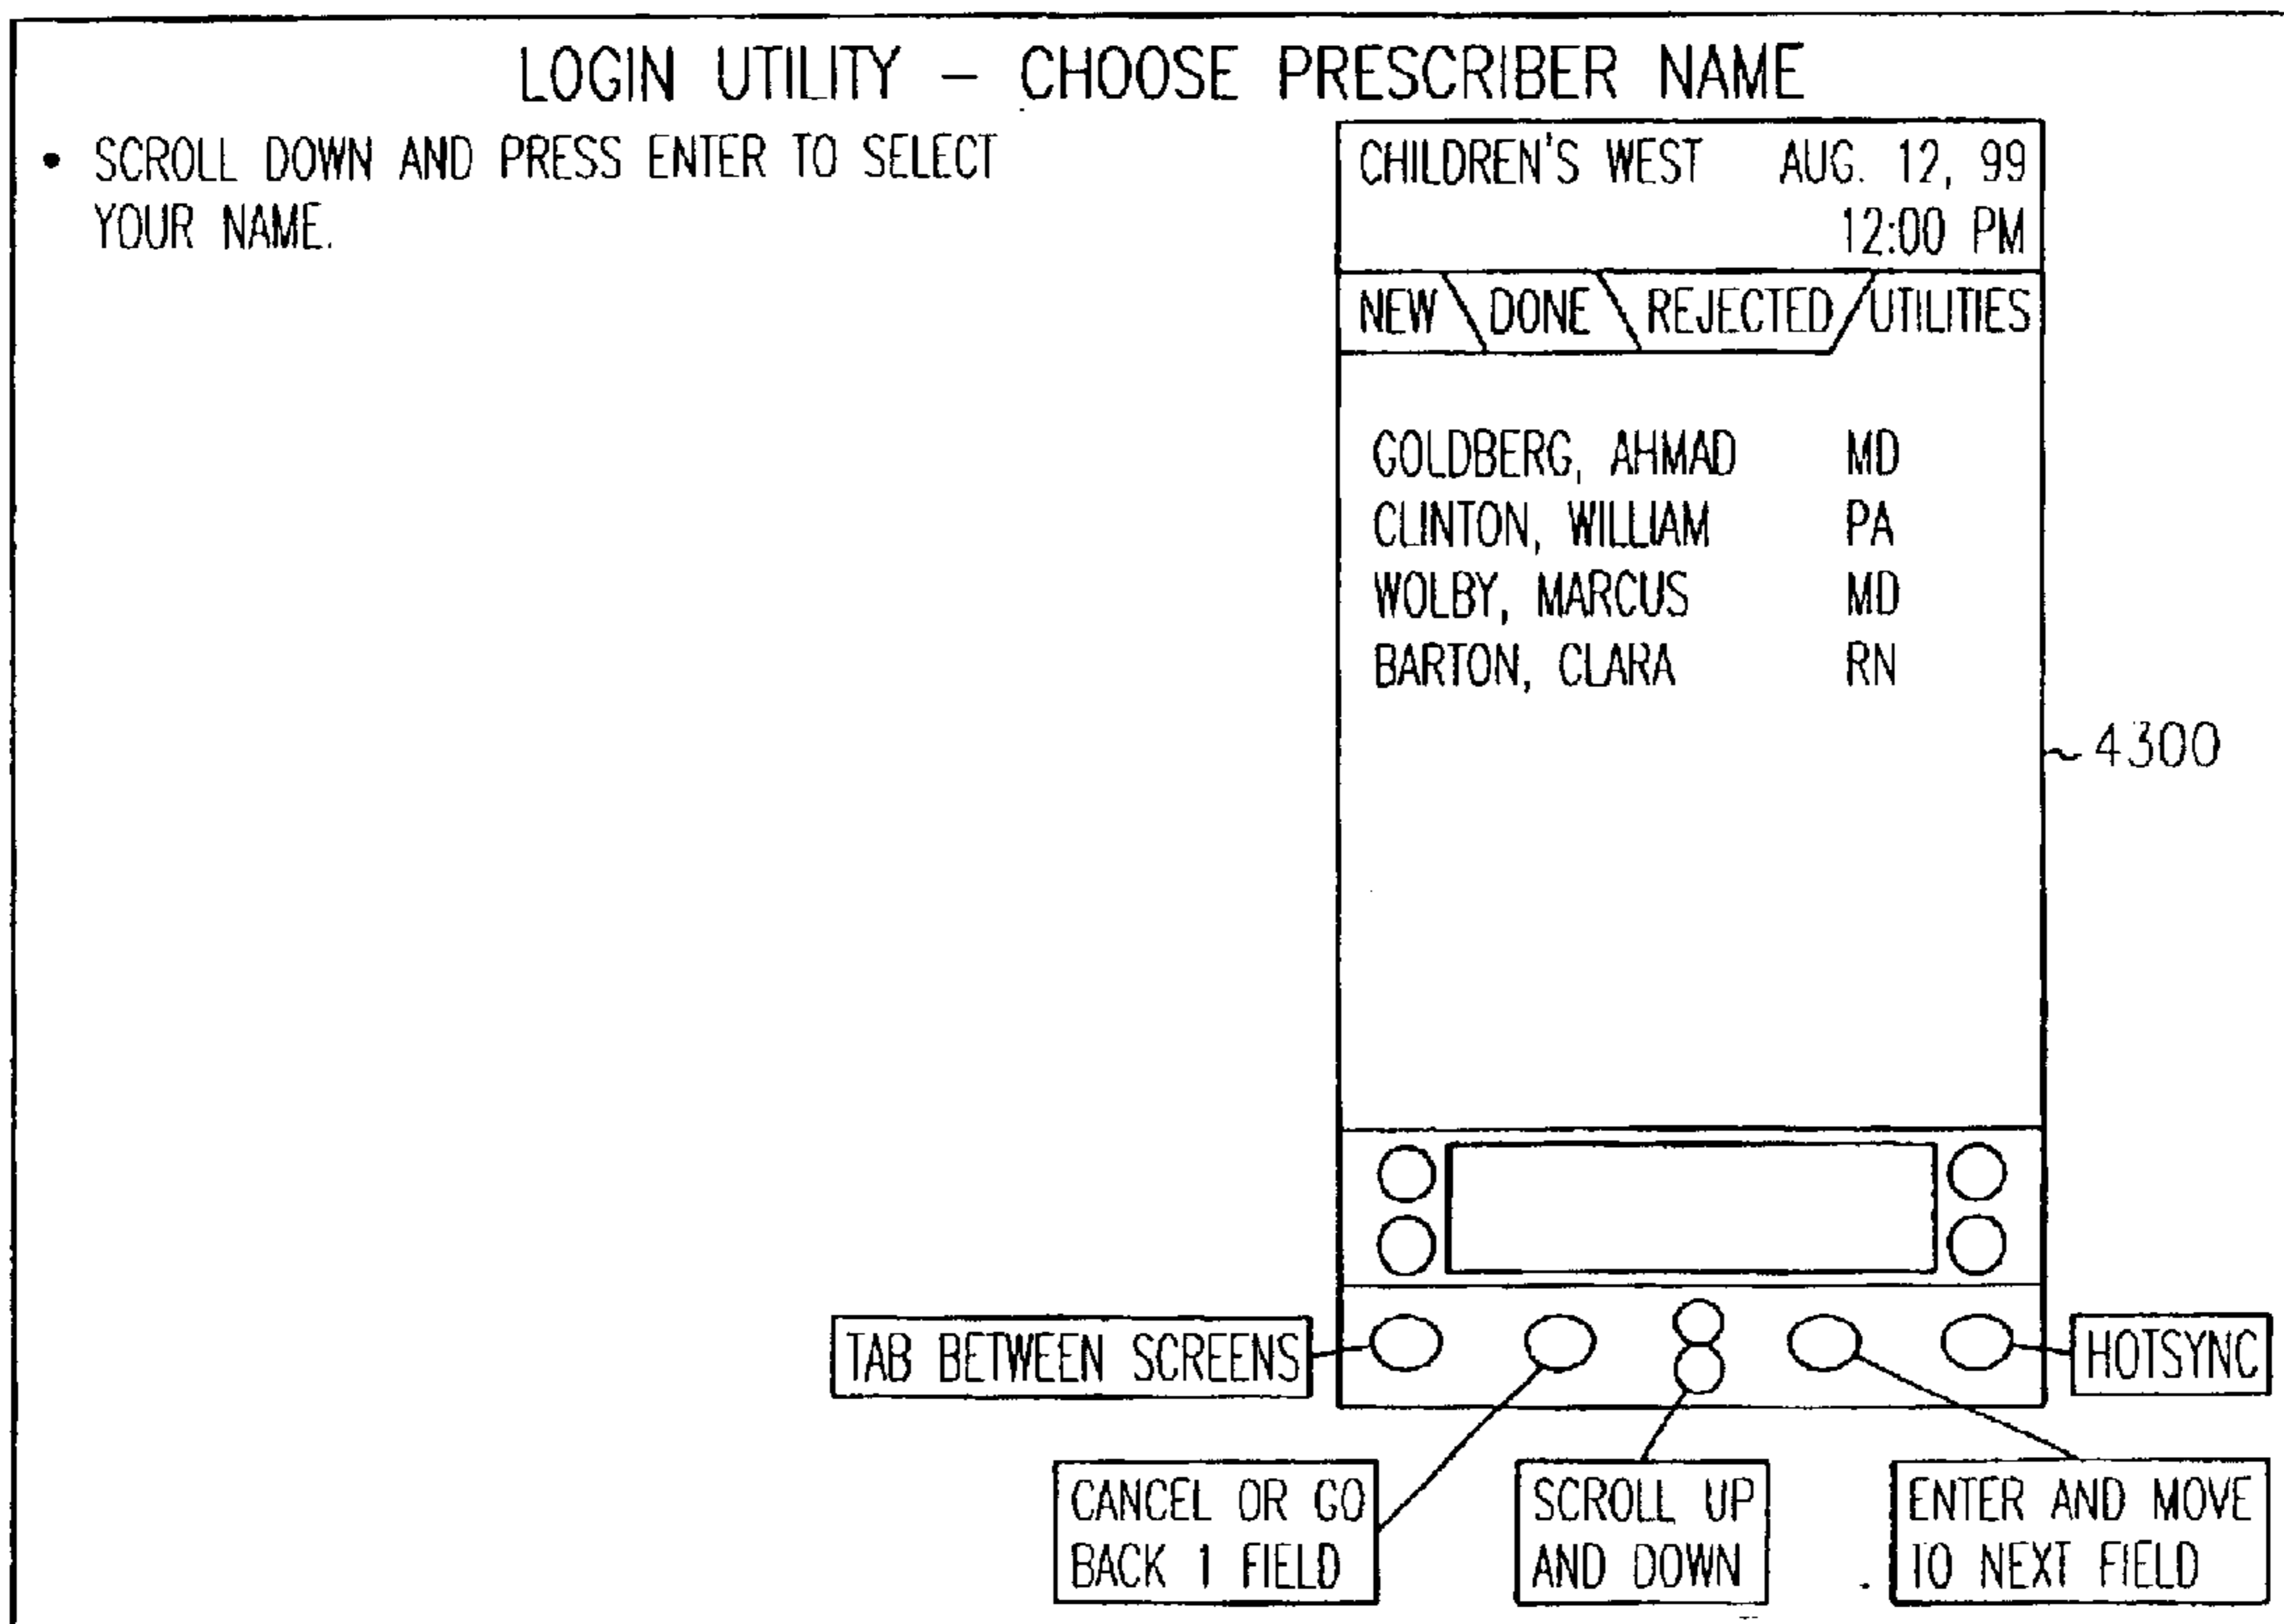 LOGIN UTILITY – CHOOSE PRESCRIBER NAME
• SCROLL DOWN AND PRESS ENTER TO SELECT
YOUR NAME.
CHILDREN'S WEST AUG. 12, 99
12:00 PM
NEW DONE REJECTED UTILITIES
GOLDBERG, AHMAD MD
CLINTON, WILLIAM PA
WOLBY, MARCUS MD
BARTON, CLARA RN
4300
TAB BETWEEN SCREENS
HOTSYNC
CANCEL OR GO
BACK 1 FIELD
SCROLL UP
AND DOWN
ENTER AND MOVE
TO NEXT FIELD